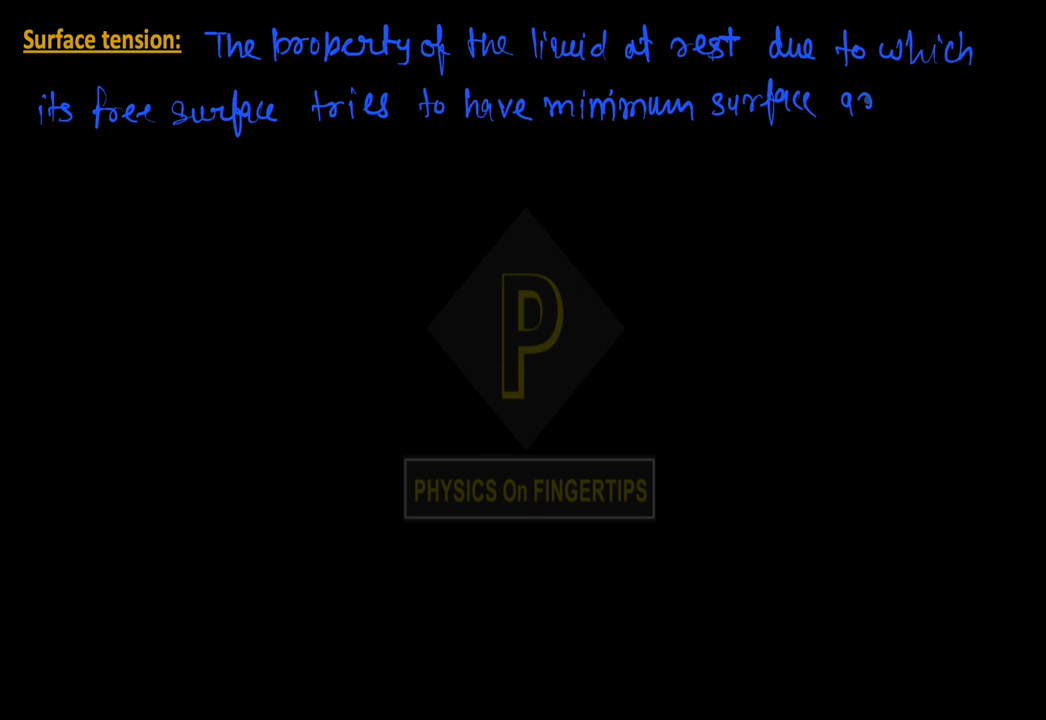 Surface tension: The property of the liquid at rest due to which
its free surface tries to have minimum surface ar
P
PHYSICS On FINGERTIPS